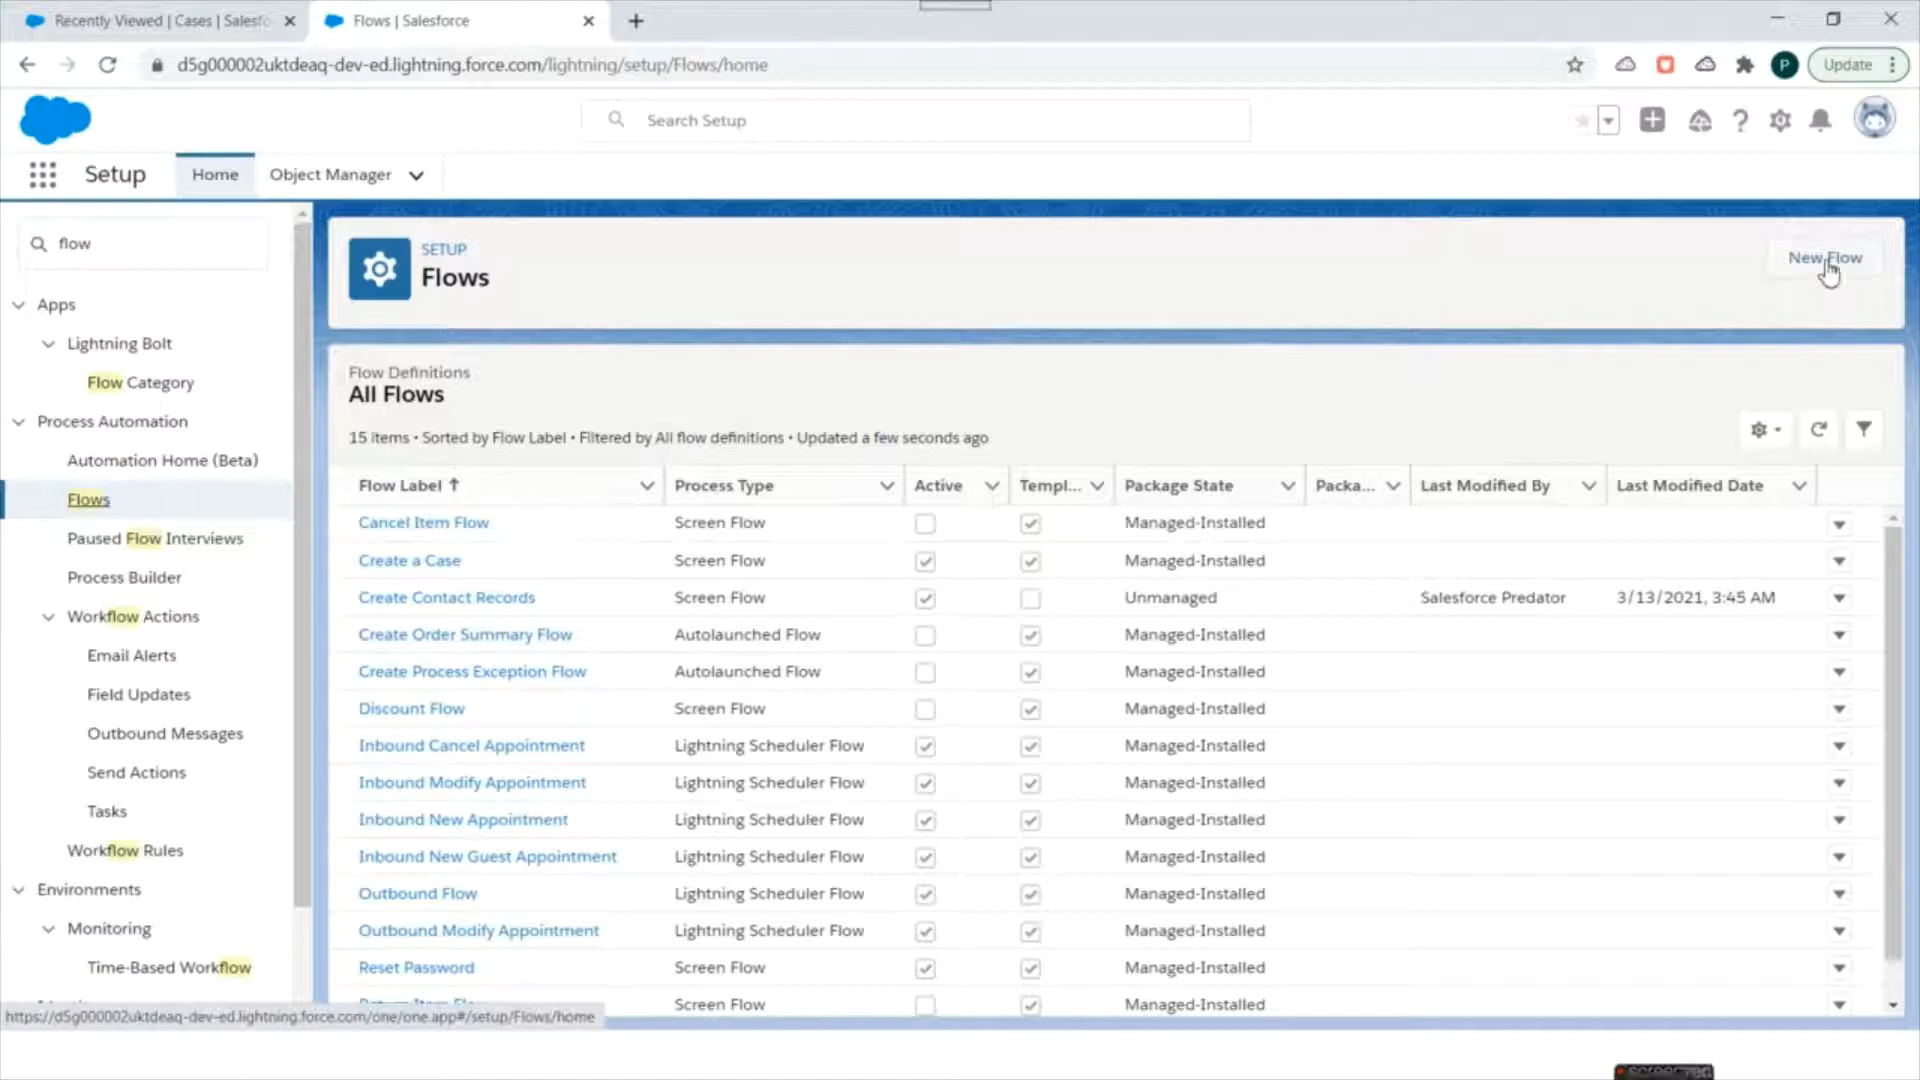 Recently Viewed | Cases | Salesfo
Flows | Salesforce
d5g000002uktdeaq-dev-ed.lightning.force.com/lightning/setup/Flows/home
P
Update
Search Setup
Setup
Home
Object Manager
flow
Apps
Lightning Bolt
Flow Category
Process Automation
Automation Home (Beta)
Flows
Paused Flow Interviews
Process Builder
Workflow Actions
Email Alerts
Field Updates
Outbound Messages
Send Actions
Tasks
Workflow Rules
Environments
Monitoring
Time-Based Workflow
https://d5g000002uktdeaq-dev-ed.lightning.force.com/one/one.app#/setup/Flows/home
SETUP
Flows
New Flow
Flow Definitions
All Flows
15 items • Sorted by Flow Label • Filtered by All flow definitions • Updated a few seconds ago
Flow Label ↑ Process Type Active Templ... Package State Packa... Last Modified By Last Modified Date
Cancel Item Flow Screen Flow Managed-Installed
Create a Case Screen Flow Managed-Installed
Create Contact Records Screen Flow Unmanaged Salesforce Predator 3/13/2021, 3:45 AM
Create Order Summary Flow Autolaunched Flow Managed-Installed
Create Process Exception Flow Autolaunched Flow Managed-Installed
Discount Flow Screen Flow Managed-Installed
Inbound Cancel Appointment Lightning Scheduler Flow Managed-Installed
Inbound Modify Appointment Lightning Scheduler Flow Managed-Installed
Inbound New Appointment Lightning Scheduler Flow Managed-Installed
Inbound New Guest Appointment Lightning Scheduler Flow Managed-Installed
Outbound Flow Lightning Scheduler Flow Managed-Installed
Outbound Modify Appointment Lightning Scheduler Flow Managed-Installed
Reset Password Screen Flow Managed-Installed
Screen Flow Managed-Installed